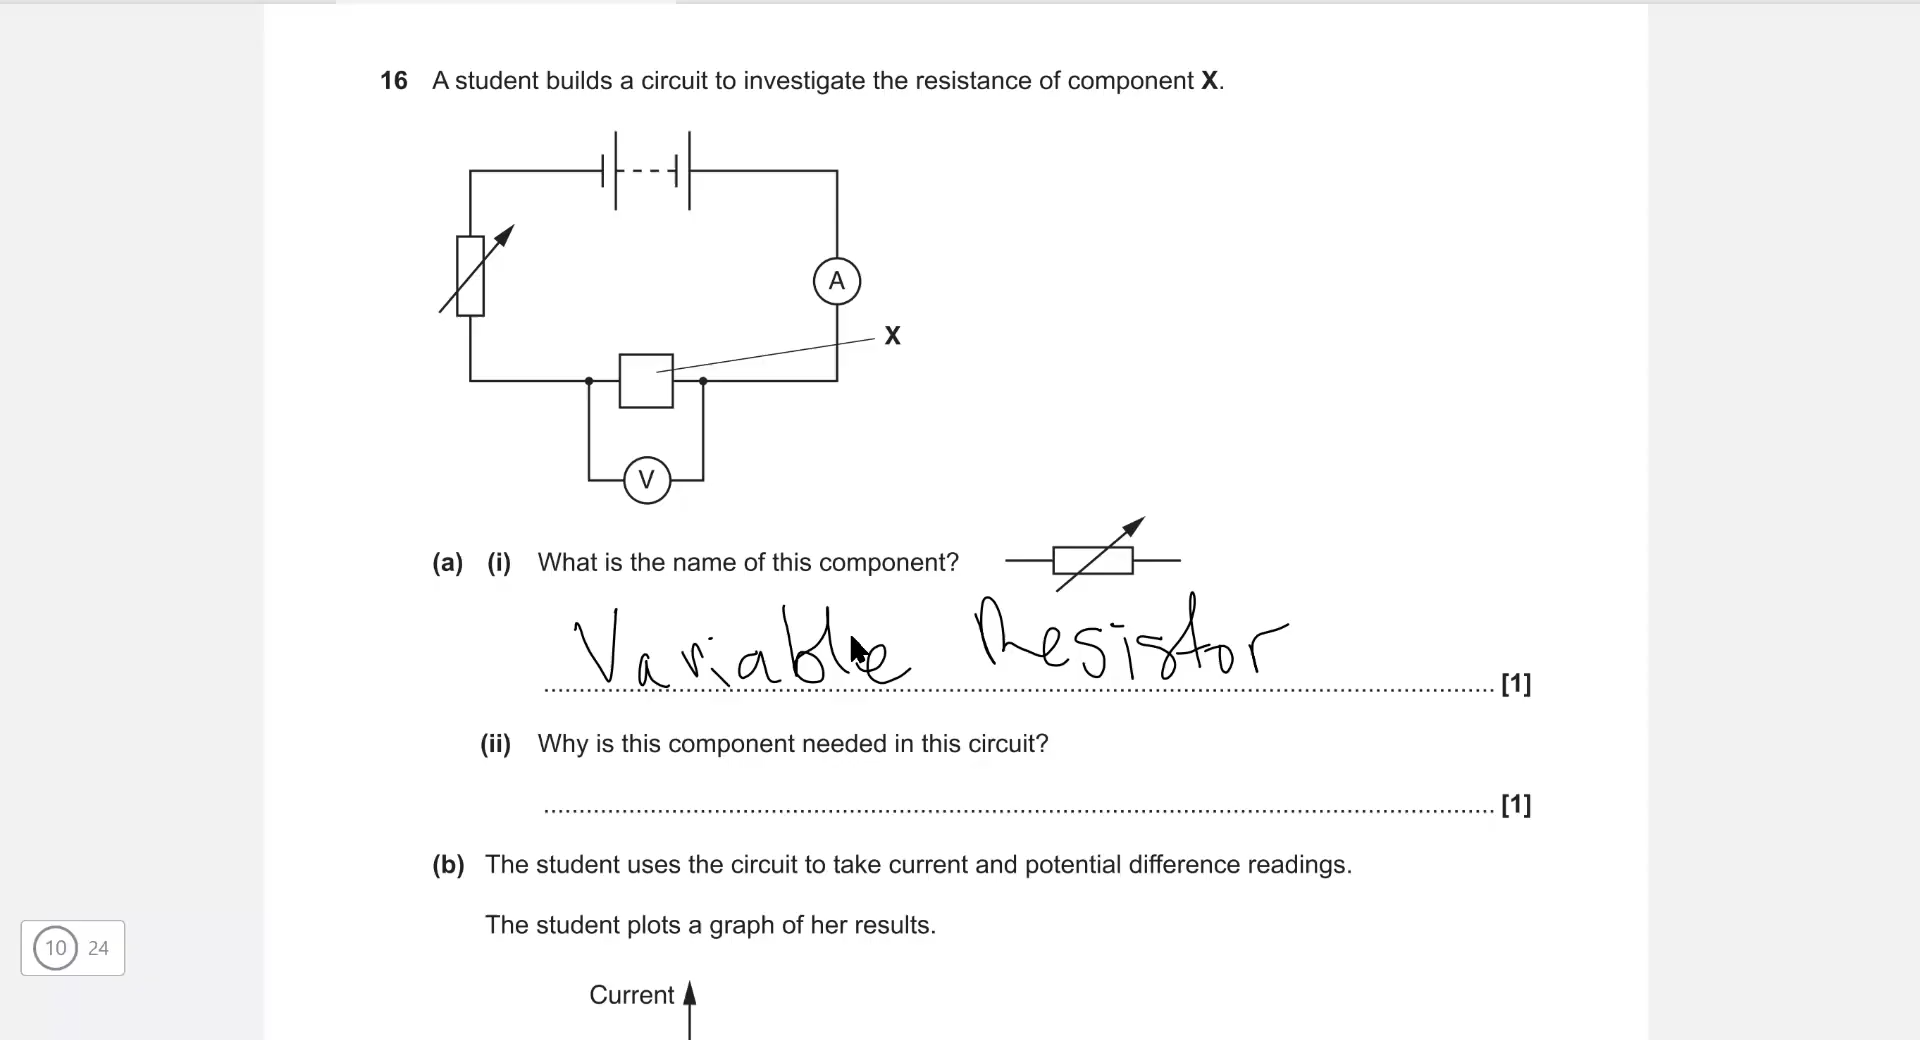 16 A student builds a circuit to investigate the resistance of component X.
A
X
V
(a) (i) What is the name of this component?
Variable Resistor
[1]
(ii) Why is this component needed in this circuit?
[1]
(b) The student uses the circuit to take current and potential difference readings.
The student plots a graph of her results.
10 24
Current